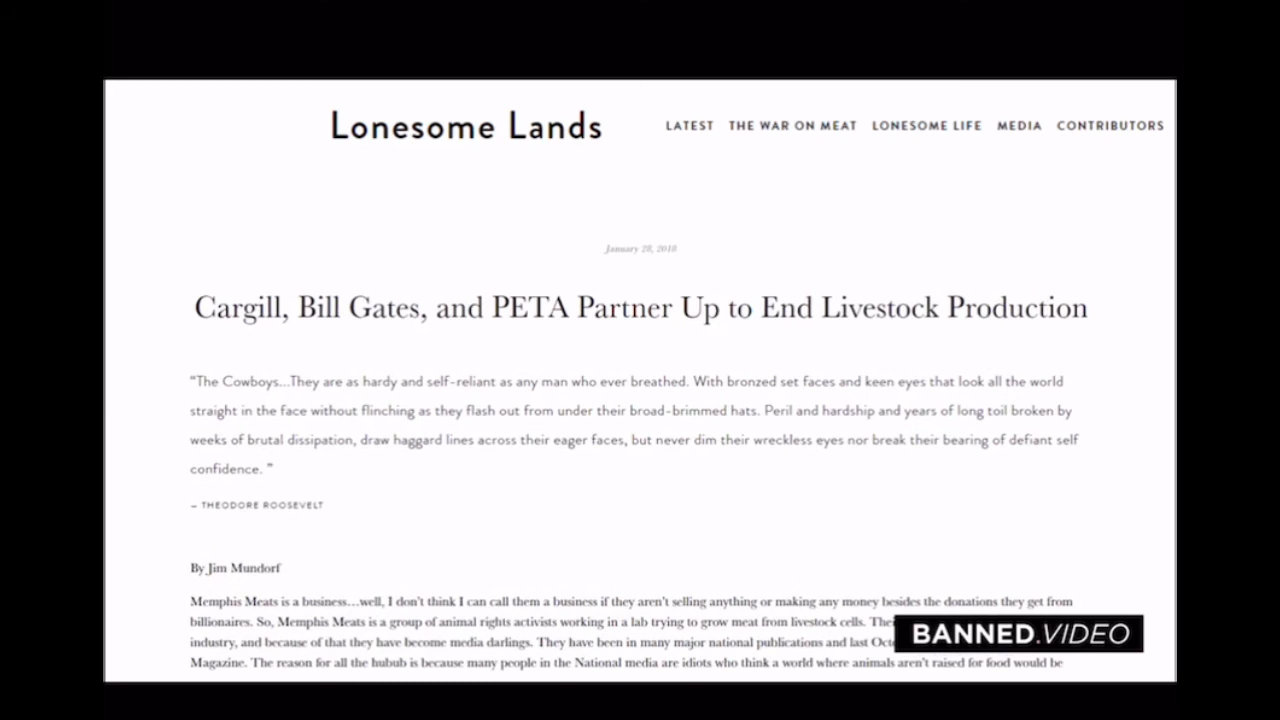 Lonesome Lands
LATEST THE WAR ON MEAT LONESOME LIFE MEDIA CONTRIBUTORS
January 28, 2018
Cargill, Bill Gates, and PETA Partner Up to End Livestock Production
“The Cowboys...They are as hardy and self-reliant as any man who ever breathed. With bronzed set faces and keen eyes that look all the world
straight in the face without flinching as they flash out from under their broad-brimmed hats. Peril and hardship and years of long toil broken by
weeks of brutal dissipation, draw haggard lines across their eager faces, but never dim their wreckless eyes nor break their bearing of defiant self
confidence. ”
– THEODORE ROOSEVELT
By Jim Mundorf
Memphis Meats is a business…well, I don't think I can call them a business if they aren't selling anything or making any money besides the donations they get from
billionaires. So, Memphis Meats is a group of animal rights activists working in a lab trying to grow meat from livestock cells.
industry, and because of that they have become media darlings. They have been in many major national publications and last
Magazine. The reason for all the hubub is because many people in the National media are idiots who think a world where animals aren't raised for food would be
BANNED.VIDEO